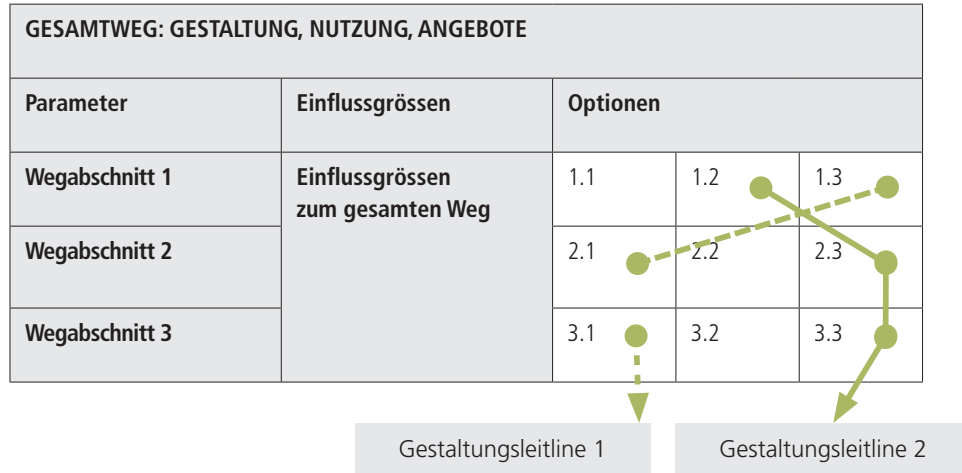 GESAMTWEG: GESTALTUNG, NUTZUNG, ANGEBOTE
Parameter Einflussgrössen Optionen
Wegabschnitt 1 Einflussgrössen 1.1 1.2 1.3
zum gesamten Weg
Wegabschnitt 2 2.1 2.2 2.3
Wegabschnitt 3 3.1 3.2 3.3
Gestaltungsleitline 1 Gestaltungsleitline 2